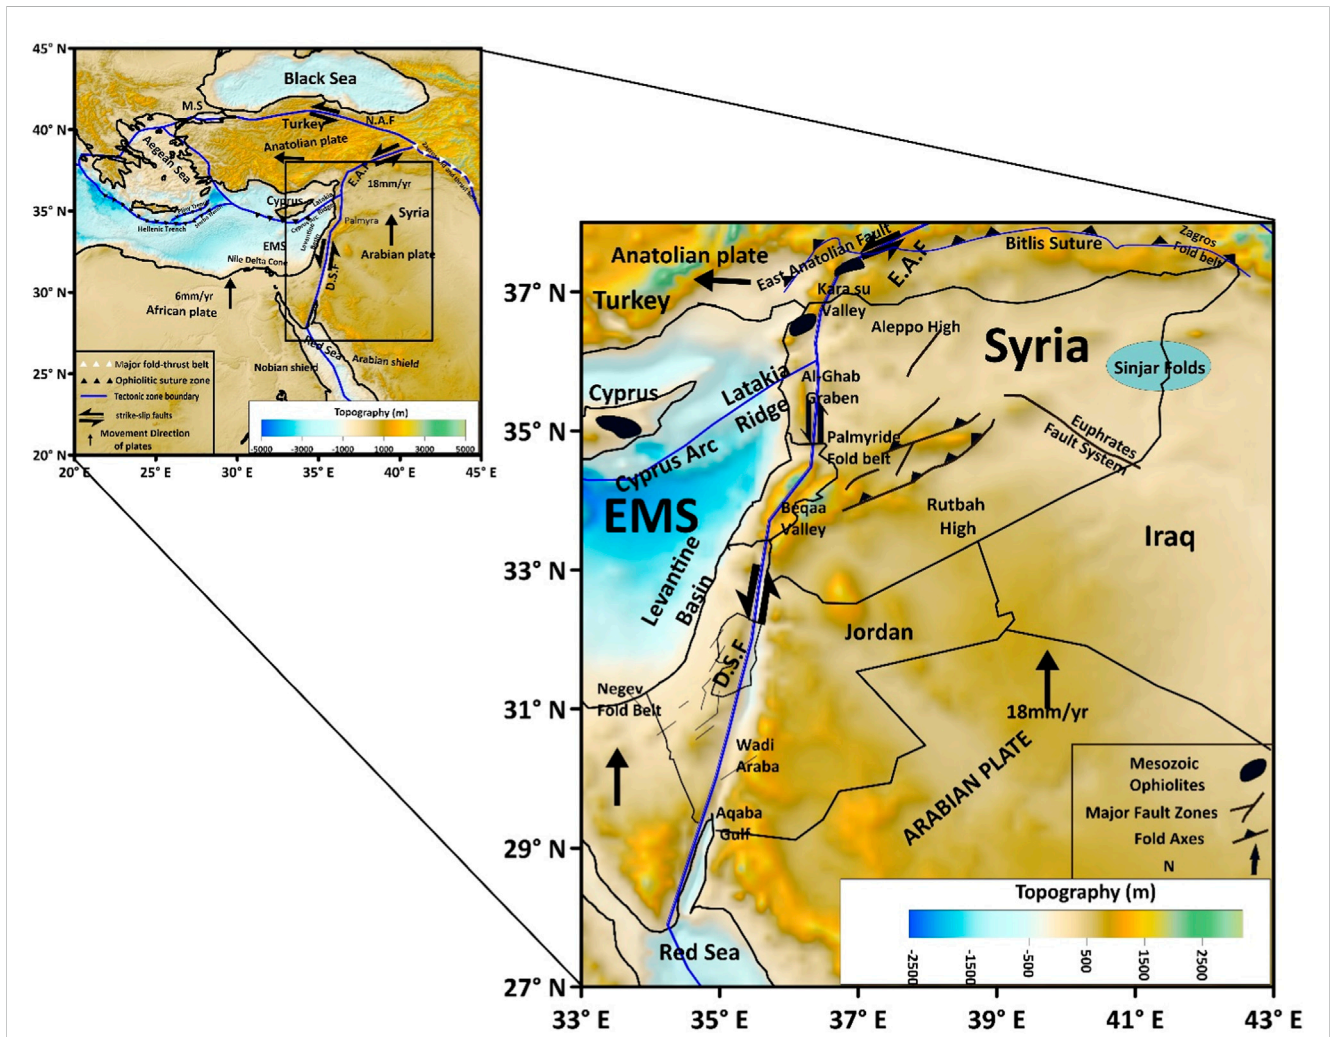 45° N
40° N
35° N
30° N
25° N
20° N
20° E
25° E
30° E
35° E
40° E
45° E
Black Sea
M.S
N.A.F
Turkey
Anatolian plate
Aegean Sea
E.A.F
18mm/yr
Cyprus
Latakia
Ridge
Cyprus Arc
Syria
Palmyra
Hellenic Trench
EMS
Levantine
Basin
Arabian plate
Nile Delta Cone
D.S.F
6mm/yr
African plate
Red Sea
Nobian shield
Arabian shield
Major fold-thrust belt
Ophiolitic suture zone
Tectonic zone boundary
strike-slip faults
Movement Direction
of plates
Topography (m)
-5000
-3000
-1000
1000
3000
5000
37° N
35° N
33° N
31° N
29° N
27° N
33° E
35° E
37° E
39° E
41° E
43° E
Anatolian plate
East Anatolian Fault
E.A.F
Bitlis Suture
Zagros
Fold belt
Turkey
Kara su
Valley
Aleppo High
Syria
Sinjar Folds
Cyprus
Latakia
Ridge
Al-Ghab
Graben
Cyprus Arc
Palmyride
Fold belt
Euphrates
Fault System
EMS
Beqaa
Valley
Rutbah
High
Iraq
Levantine
Basin
Jordan
D.S.F
Negev
Fold Belt
18mm/yr
Wadi
Araba
ARABIAN PLATE
Aqaba
Gulf
Red Sea
Mesozoic
Ophiolites
Major Fault Zones
Fold Axes
N
Topography (m)
-2500
-1500
-500
500
1500
2500